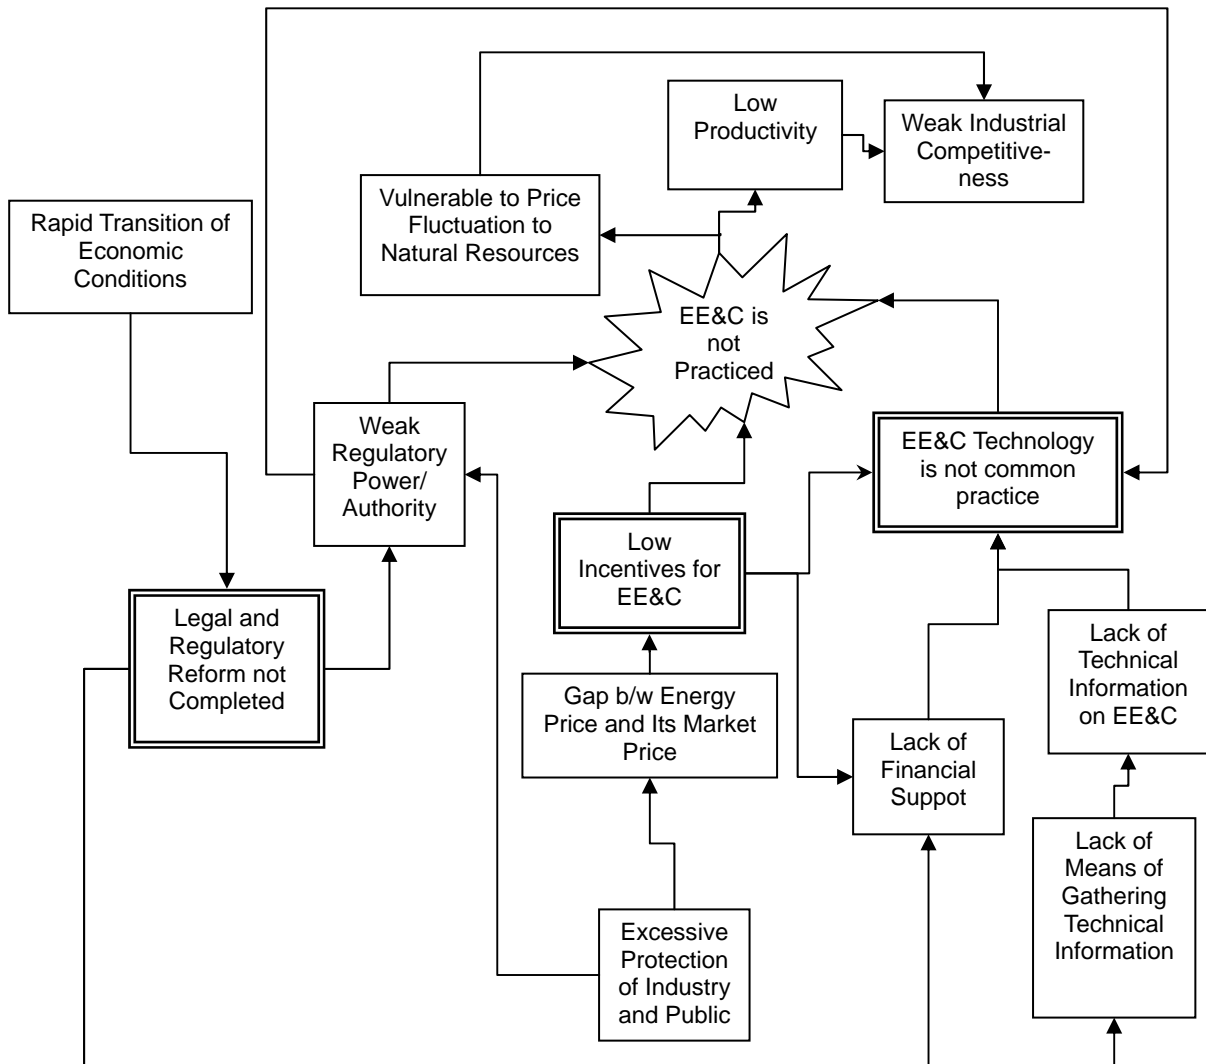 Low
Productivity
Weak Industrial
Competitive-
ness
Vulnerable to Price
Fluctuation to
Natural Resources
Rapid Transition of
Economic
Conditions
EE&C is
not
Practiced
Weak
Regulatory
Power/
Authority
EE&C Technology
is not common
practice
Low
Incentives for
EE&C
Legal and
Regulatory
Reform not
Completed
Lack of
Technical
Information
on EE&C
Gap b/w Energy
Price and Its Market
Price
Lack of
Financial
Suppot
Lack of
Means of
Gathering
Technical
Information
Excessive
Protection
of Industry
and Public